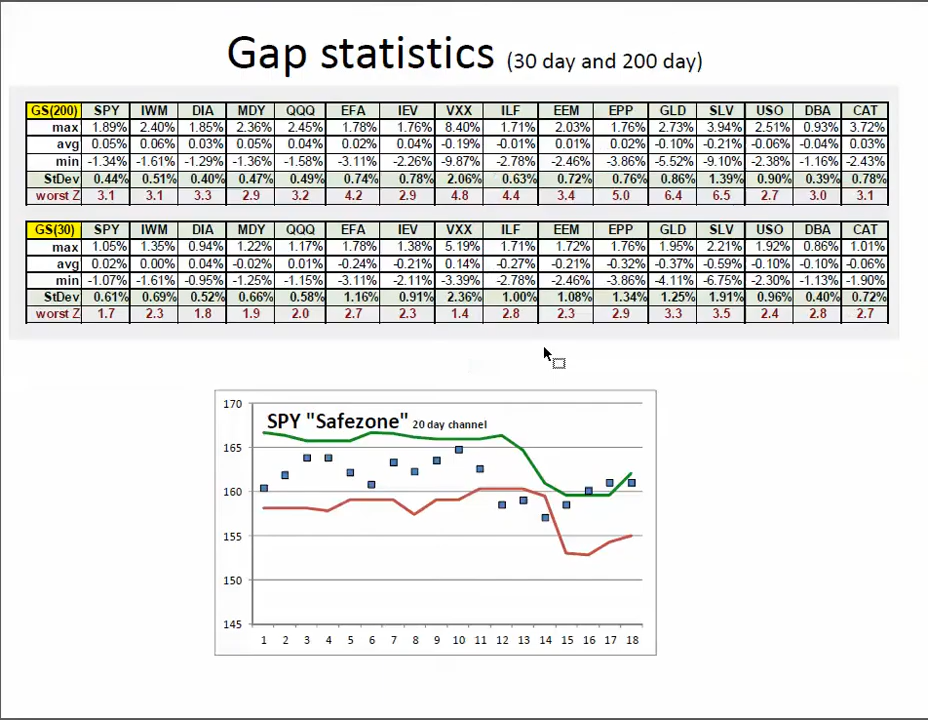 Gap statistics (30 day and 200 day)
GS(200) SPY IWM DIA MDY QQQ EFA IEV VXX ILF EEM EPP GLD SLV USO DBA CAT
max 1.89% 2.40% 1.85% 2.36% 2.45% 1.78% 1.76% 8.40% 1.71% 2.03% 1.76% 2.73% 3.94% 2.51% 0.93% 3.72%
avg 0.05% 0.06% 0.03% 0.05% 0.04% 0.02% 0.04% -0.19% -0.01% 0.01% 0.02% -0.10% -0.21% -0.06% -0.04% 0.03%
min -1.34% -1.61% -1.29% -1.36% -1.58% -3.11% -2.26% -9.87% -2.78% -2.46% -3.86% -5.52% -9.10% -2.38% -1.16% -2.43%
StDev 0.44% 0.51% 0.40% 0.47% 0.49% 0.74% 0.78% 2.06% 0.63% 0.72% 0.76% 0.86% 1.39% 0.90% 0.39% 0.78%
worst Z 3.1 3.1 3.3 2.9 3.2 4.2 2.9 4.8 4.4 3.4 5.0 6.4 6.5 2.7 3.0 3.1
GS(30) SPY IWM DIA MDY QQQ EFA IEV VXX ILF EEM EPP GLD SLV USO DBA CAT
max 1.05% 1.35% 0.94% 1.22% 1.17% 1.78% 1.38% 5.19% 1.71% 1.72% 1.76% 1.95% 2.21% 1.92% 0.86% 1.01%
avg 0.02% 0.00% 0.04% -0.02% 0.01% -0.24% -0.21% 0.14% -0.27% -0.21% -0.32% -0.37% -0.59% -0.10% -0.10% -0.06%
min -1.07% -1.61% -0.95% -1.25% -1.15% -3.11% -2.11% -3.39% -2.78% -2.46% -3.86% -4.11% -6.75% -2.30% -1.13% -1.90%
StDev 0.61% 0.69% 0.52% 0.66% 0.58% 1.16% 0.91% 2.36% 1.00% 1.08% 1.34% 1.25% 1.91% 0.96% 0.40% 0.72%
worst Z 1.7 2.3 1.8 1.9 2.0 2.7 2.3 1.4 2.8 2.3 2.9 3.3 3.5 2.4 2.8 2.7
SPY "Safezone" 20 day channel
170
165
160
155
150
145
1 2 3 4 5 6 7 8 9 10 11 12 13 14 15 16 17 18